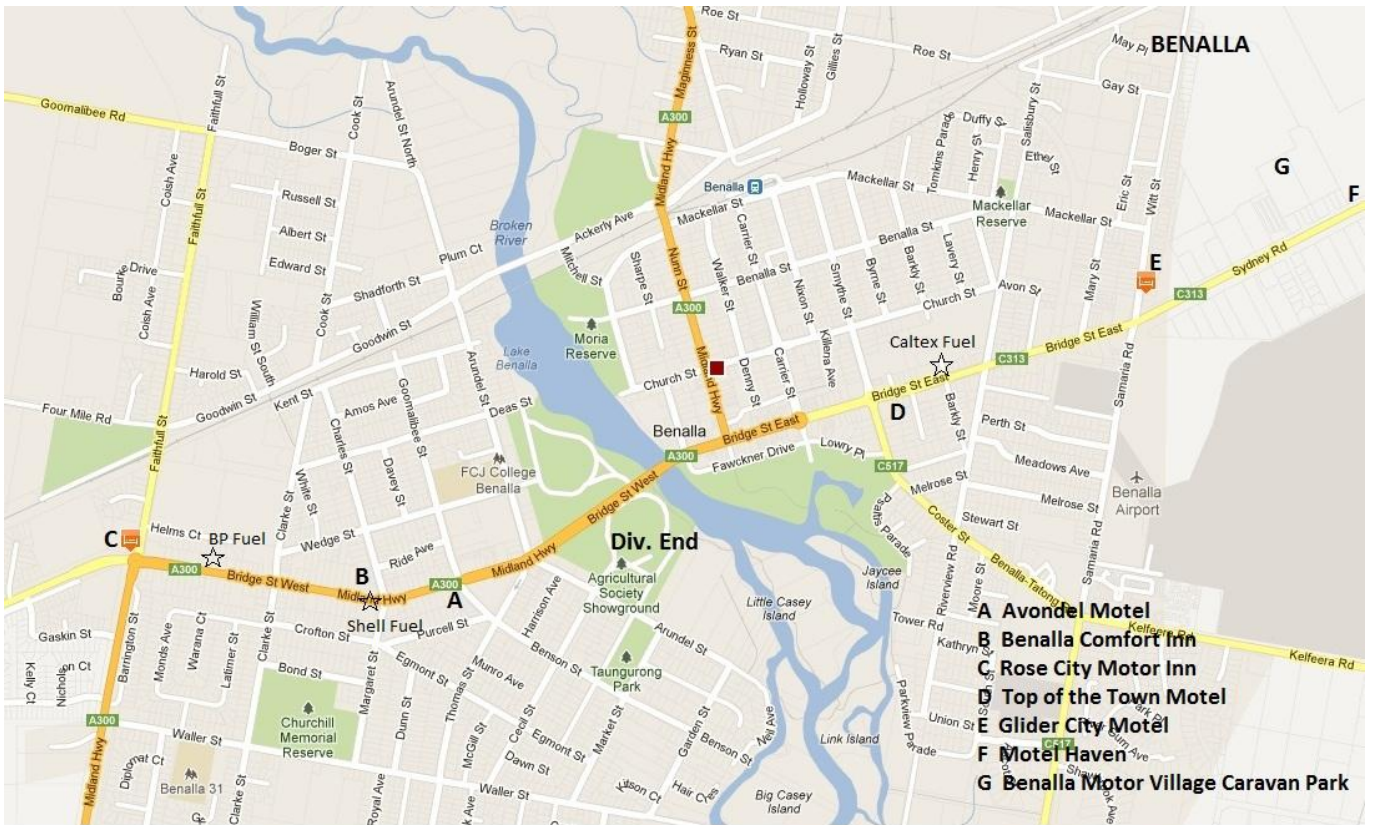 Roe St
May Pl
BENALLA
Ryan St
Holloway St
Gillies St
Roe St
Maginness St
Gay St
Goomalibee Rd
Faithfull St
Cook St
Arundel St North
A300
Duffy St
Salisbury St
Tomkins Parade
Henry St
Ethel St
Boger St
Coish Ave
Midland Hwy
Benalla
Mackellar St
Eric St
Witt St
G
F
Russell St
Faithfull St
Mackellar Reserve
Mackellar St
Albert St
Broken River
Ackerly Ave
Mackellar St
Carrier St
Benalla St
Edward St
Plum Ct
Mitchell St
Sharpe St
Nunn St
Walker St
Benalla St
Nixon St
Smythe St
Byrne St
Barkly St
Lavery St
Mary St
E
Sydney Rd
Bourke Drive
Coish Ave
Shadforth St
Cook St
William St South
A300
Church St
Avon St
C313
Goodwin St
Lake Benalla
Moria Reserve
Caltex Fuel
Bridge St East
Harold St
Kent St
Arundel St
Midland Hwy
Killerra Ave
C313
Samaria Rd
Goodwin St
Amos Ave
Goomalibee St
Church St
Denny St
Carrier St
Bridge St East
Four Mile Rd
Deas St
D
Charles St
Benalla
Bridge St East
Barkly St
Perth St
Faithfull St
Davey St
FCJ College Benalla
A300
Fawckner Drive
Lowry Pl
C517
Meadows Ave
White St
Clarke St
Bridge St West
Melrose St
Melrose St
Benalla Airport
Psaltis Parade
C
Helms Ct
BP Fuel
Wedge St
Ride Ave
Div. End
Coster St
Stewart St
Samaria Rd
A300
Bridge St West
B
Midland Hwy
A300
Midland Hwy
A
Agricultural Society Showground
Jaycee Island
Riverview Rd
Moore St
Benalla-Tatong Rd
Shell Fuel
Harrison Ave
Little Casey Island
Tower Rd
A Avondel Motel
Kelfeera Rd
Gaskin St
Crofton St
Purcell St
Arundel St
Kathryn St
B Benalla Comfort Inn
Kelfeera Rd
Barrington St
Monds Ave
Warana Ct
Latimer St
Clarke St
Bond St
Margaret St
Egmont St
Benson St
Taungurong Park
C Rose City Motor Inn
Kelly Ct
Munro Ave
D Top of the Town Motel
Churchill Memorial Reserve
Dunn St
Thomas St
Cecil St
Market St
Garden St
Parkview Parade
Union St
E Glider City Motel
A300
Waller St
McGill St
Egmont St
Benson St
Neil Ave
Link Island
F Motel Haven
C517
Midland Hwy
Dawn St
Benalla 31
Clarke St
Royal Ave
Waller St
Hair Cres
Big Casey Island
G Benalla Motor Village Caravan Park